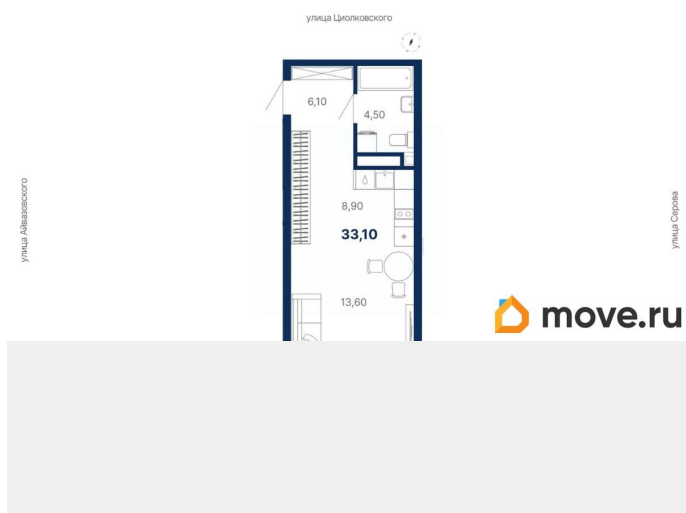 улица Циолковского
6,10
4,50
улица Айвазовского
улица Серова
8,90
33,10
13,60
move.ru